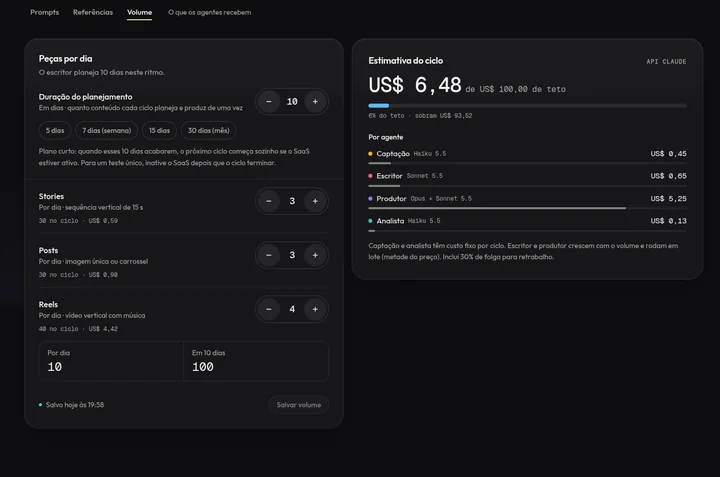 Prompts
Referências
Volume
O que os agentes recebem
Peças por dia
O escritor planeja 10 dias neste ritmo.
Duração do planejamento
Em dias · quanto conteúdo cada ciclo planeja e produz de uma vez
− 10 +
5 dias
7 dias (semana)
15 dias
30 dias (mês)
Plano curto: quando esses 10 dias acabarem, o próximo ciclo começa sozinho se o SaaS
estiver ativo. Para um teste único, inative o SaaS depois que o ciclo terminar.
Stories
Por dia · sequência vertical de 15 s
30 no ciclo · US$ 0,59
− 3 +
Posts
Por dia · imagem única ou carrossel
30 no ciclo · US$ 0,90
− 3 +
Reels
Por dia · vídeo vertical com música
40 no ciclo · US$ 4,42
− 4 +
Por dia
10
Em 10 dias
100
Salvo hoje às 19:58
Salvar volume
Estimativa do ciclo
API CLAUDE
US$ 6,48 de US$ 100,00 de teto
6% do teto · sobram US$ 93,52
Por agente
Captação Haiku 5.5 US$ 0,45
Escritor Sonnet 5.5 US$ 0,65
Produtor Opus + Sonnet 5.5 US$ 5,25
Analista Haiku 5.5 US$ 0,13
Captação e analista têm custo fixo por ciclo. Escritor e produtor crescem com o volume e rodam em
lote (metade do preço). Inclui 30% de folga para retrabalho.